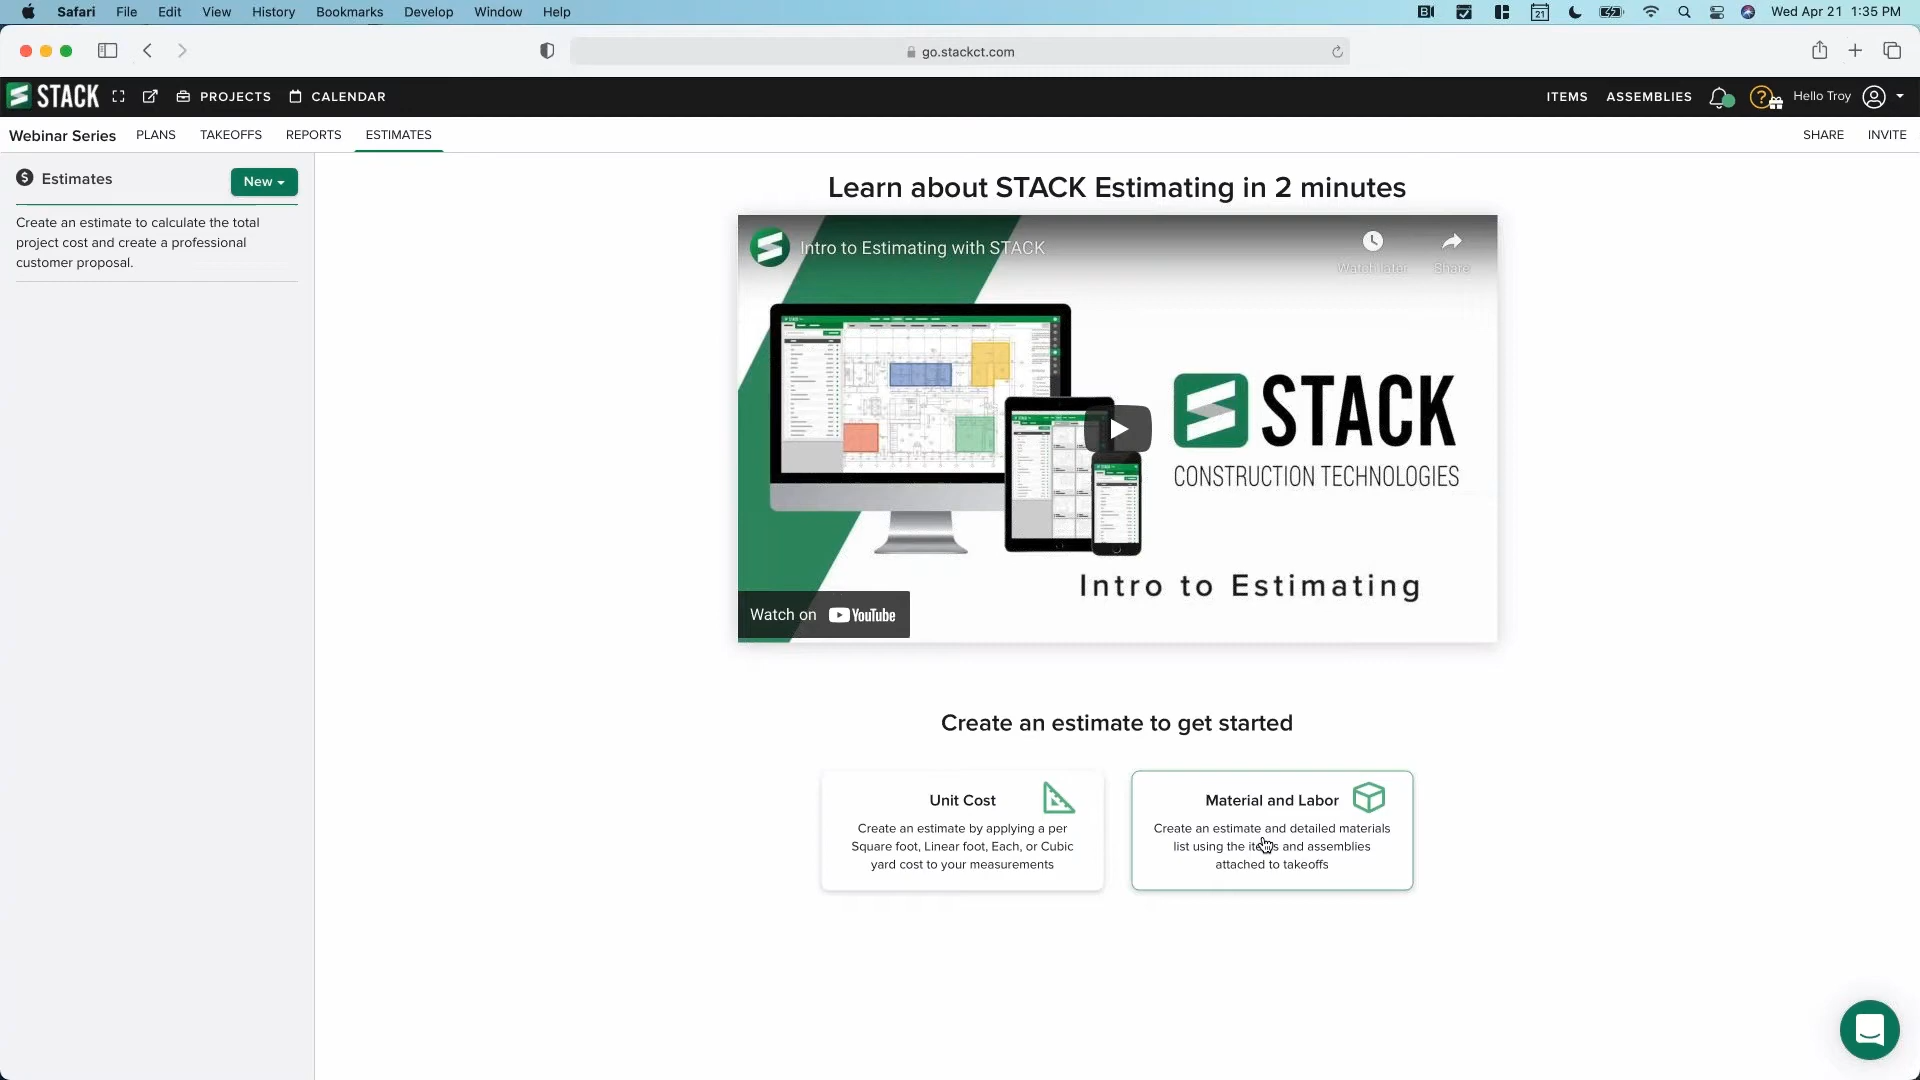 Safari File Edit View History Bookmarks Develop Window Help
21
Wed Apr 21 1:35 PM
go.stackct.com
STACK PROJECTS CALENDAR
ITEMS ASSEMBLIES ? Hello Troy
Webinar Series PLANS TAKEOFFS REPORTS ESTIMATES
SHARE INVITE
$ Estimates
New
Create an estimate to calculate the total
project cost and create a professional
customer proposal.
Learn about STACK Estimating in 2 minutes
Intro to Estimating with STACK
Watch later
Share
STACK
CONSTRUCTION TECHNOLOGIES
Intro to Estimating
Watch on YouTube
Create an estimate to get started
Unit Cost
Create an estimate by applying a per
Square foot, Linear foot, Each, or Cubic
yard cost to your measurements
Material and Labor
Create an estimate and detailed materials
list using the items and assemblies
attached to takeoffs